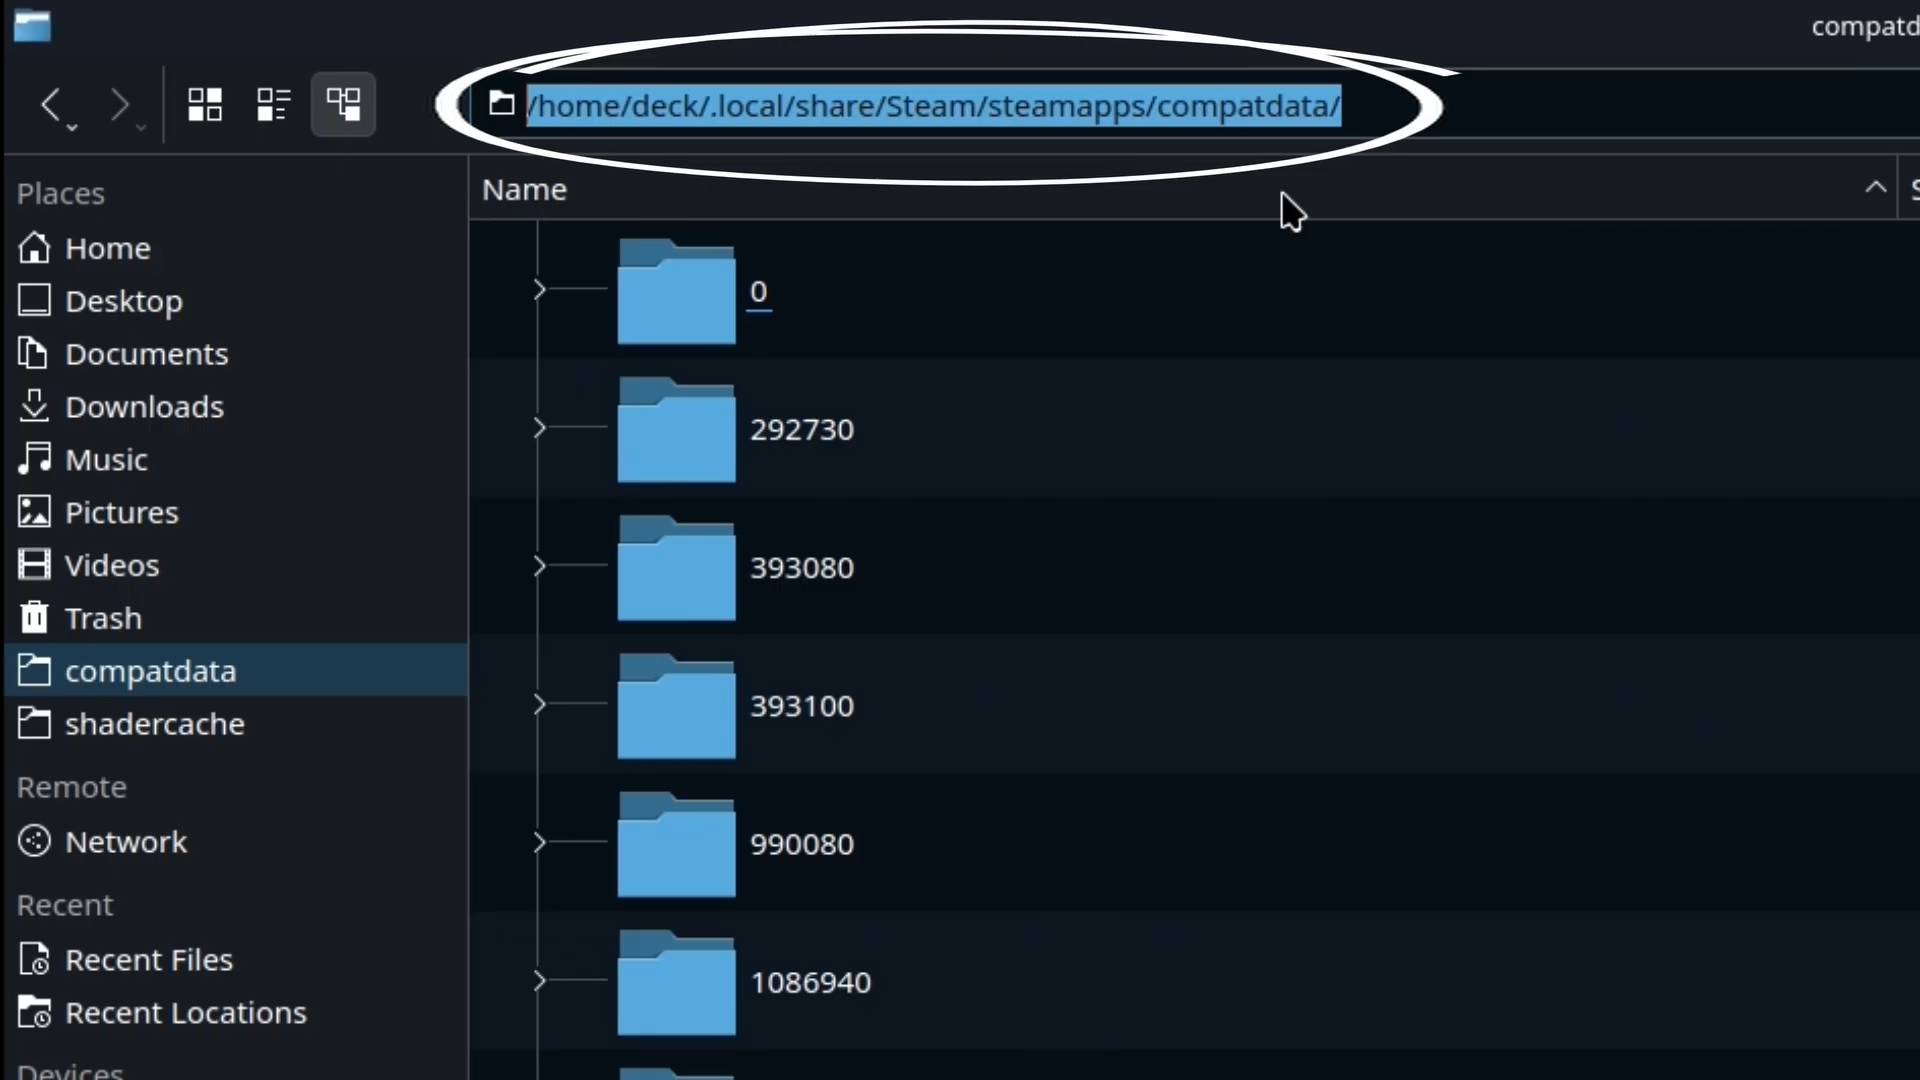 compatd
/home/deck/.local/share/Steam/steamapps/compatdata/
Places
Home
Desktop
Documents
Downloads
Music
Pictures
Videos
Trash
compatdata
shadercache
Remote
Network
Recent
Recent Files
Recent Locations
Devices
Name
S
0
292730
393080
393100
990080
1086940